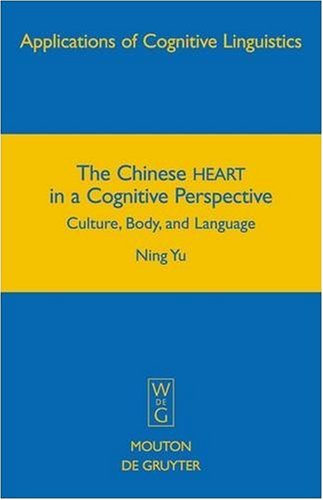 Applications of Cognitive Linguistics
The Chinese HEART
in a Cognitive Perspective
Culture, Body, and Language
Ning Yu
W
DE
G
MOUTON
DE GRUYTER